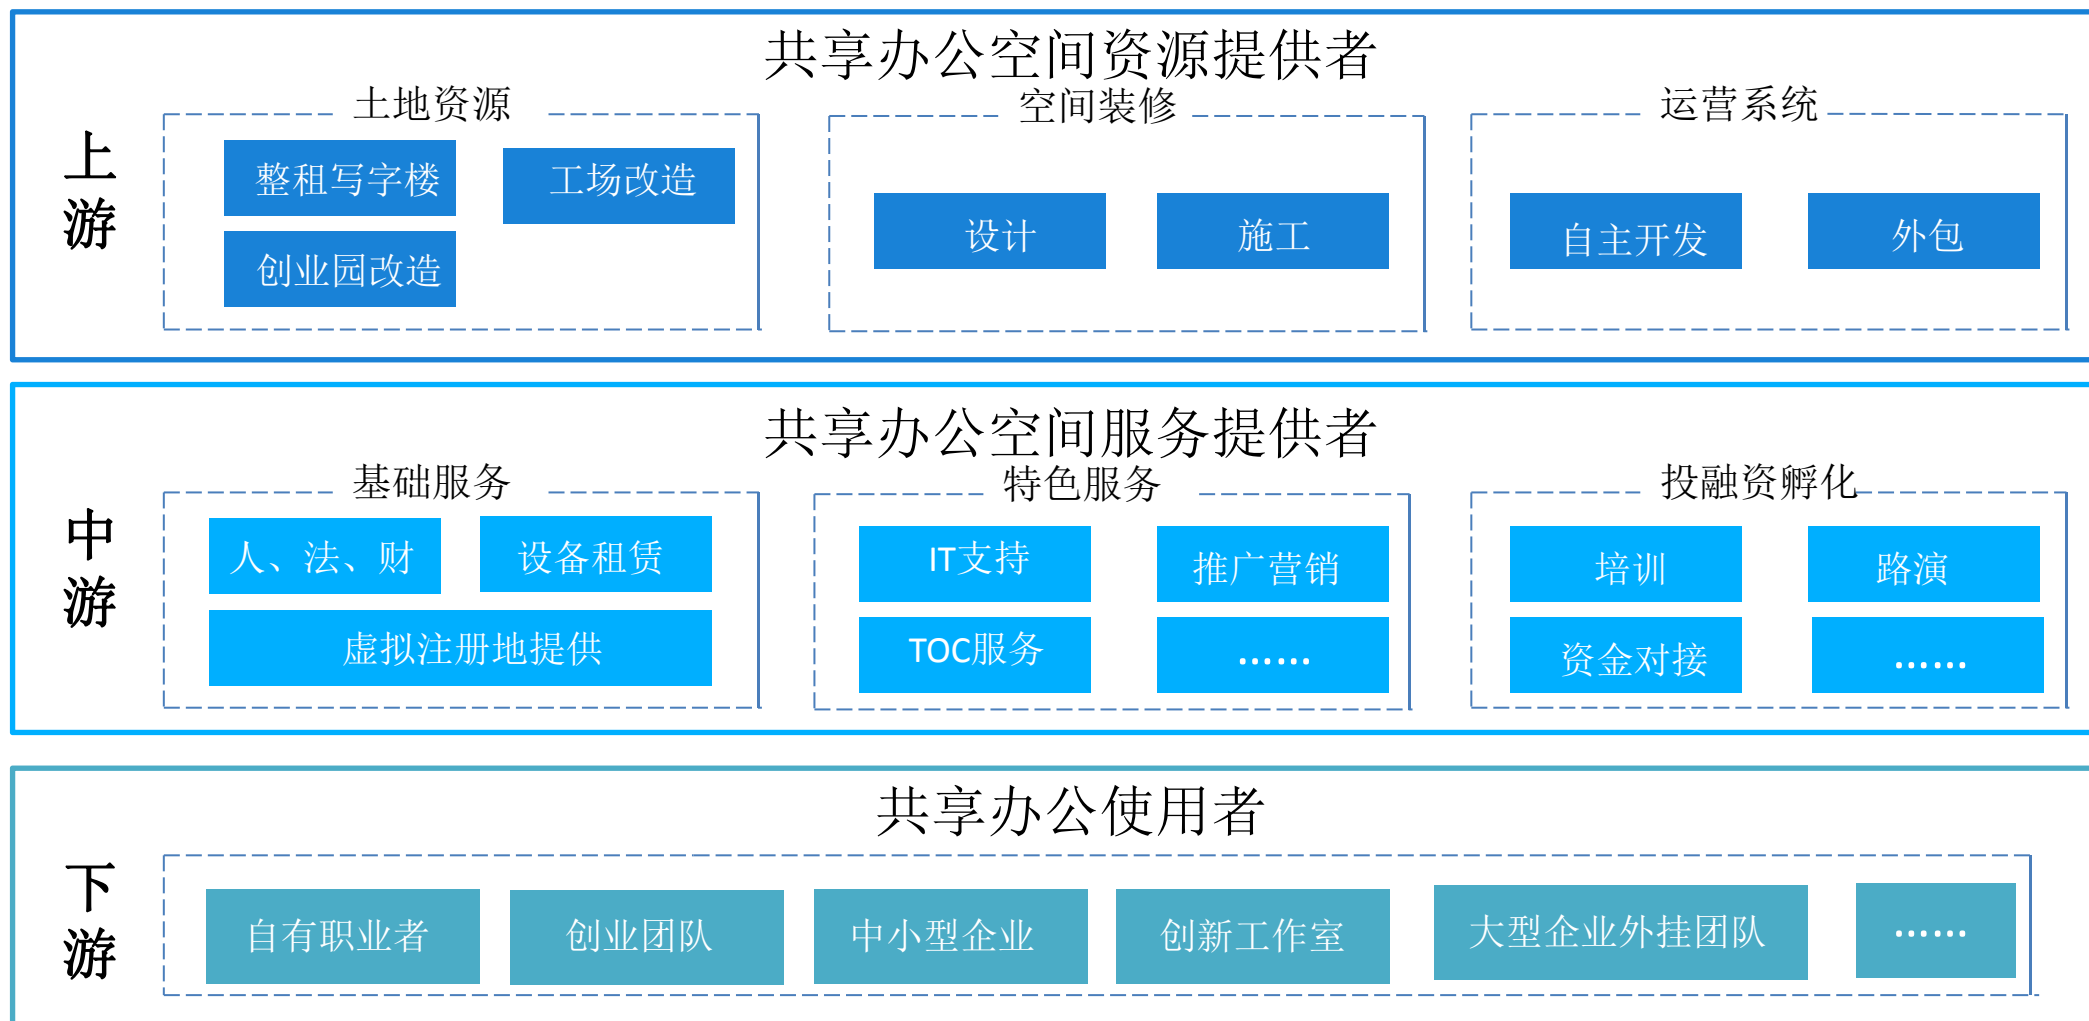 共享办公空间资源提供者
上游
土地资源
整租写字楼
工场改造
创业园改造
空间装修
设计
施工
运营系统
自主开发
外包
共享办公空间服务提供者
中游
基础服务
人、法、财
设备租赁
虚拟注册地提供
特色服务
IT支持
推广营销
TOC服务
……
投融资孵化
培训
路演
资金对接
……
共享办公使用者
下游
自有职业者
创业团队
中小型企业
创新工作室
大型企业外挂团队
……